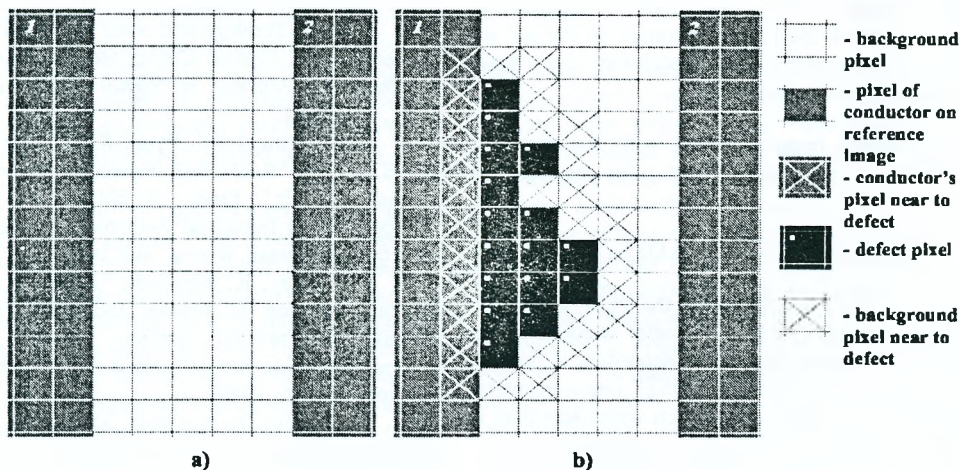 1 2 1 2
- background
pixel
- pixel of
conductor on
reference
image
- conductor's
pixel near to
defect
- defect pixel
- background
pixel near to
defect
a) b)